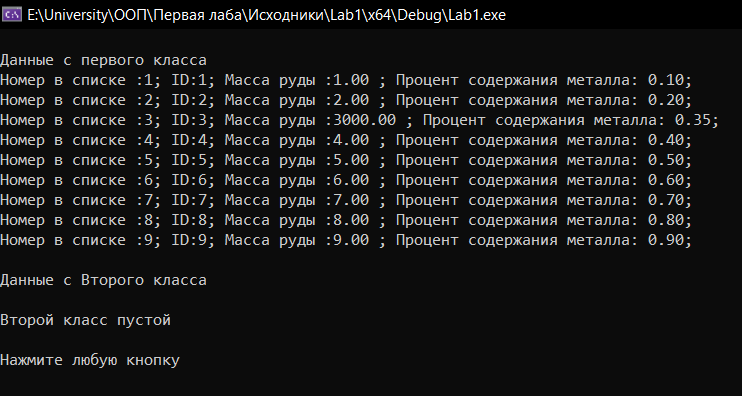 E:\University\ООП\Первая лаба\Исходники\Lab1\x64\Debug\Lab1.exe
Данные с первого класса
Номер в списке :1; ID:1; Масса руды :1.00 ; Процент содержания металла: 0.10;
Номер в списке :2; ID:2; Масса руды :2.00 ; Процент содержания металла: 0.20;
Номер в списке :3; ID:3; Масса руды :3000.00 ; Процент содержания металла: 0.35;
Номер в списке :4; ID:4; Масса руды :4.00 ; Процент содержания металла: 0.40;
Номер в списке :5; ID:5; Масса руды :5.00 ; Процент содержания металла: 0.50;
Номер в списке :6; ID:6; Масса руды :6.00 ; Процент содержания металла: 0.60;
Номер в списке :7; ID:7; Масса руды :7.00 ; Процент содержания металла: 0.70;
Номер в списке :8; ID:8; Масса руды :8.00 ; Процент содержания металла: 0.80;
Номер в списке :9; ID:9; Масса руды :9.00 ; Процент содержания металла: 0.90;
Данные с Второго класса
Второй класс пустой
Нажмите любую кнопку